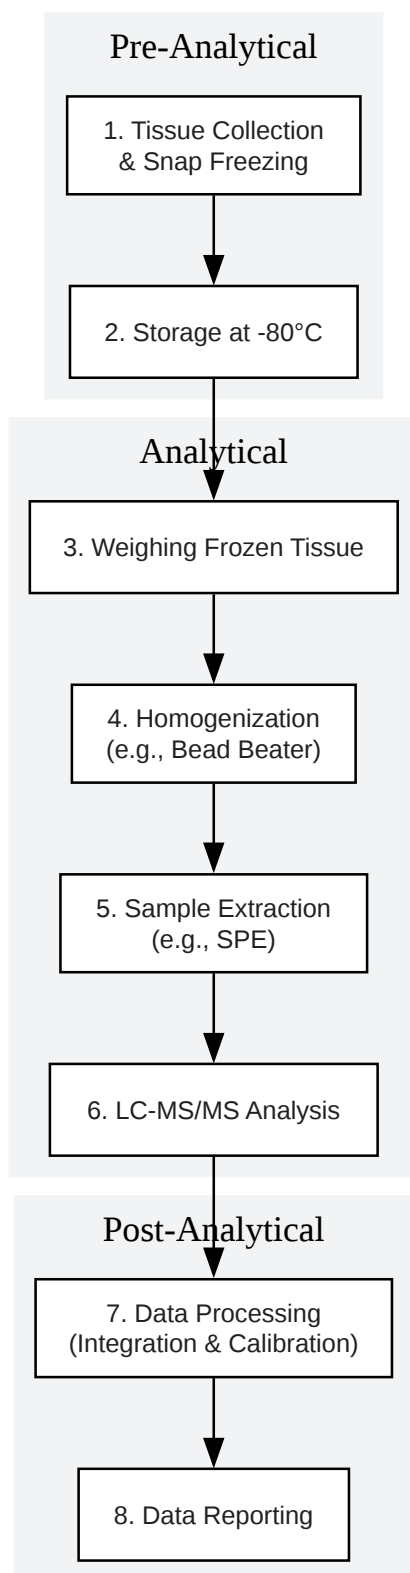 Pre-Analytical
1. Tissue Collection
& Snap Freezing
2. Storage at -80°C
Analytical
3. Weighing Frozen Tissue
4. Homogenization
(e.g., Bead Beater)
5. Sample Extraction
(e.g., SPE)
6. LC-MS/MS Analysis
Post-Analytical
7. Data Processing
(Integration & Calibration)
8. Data Reporting